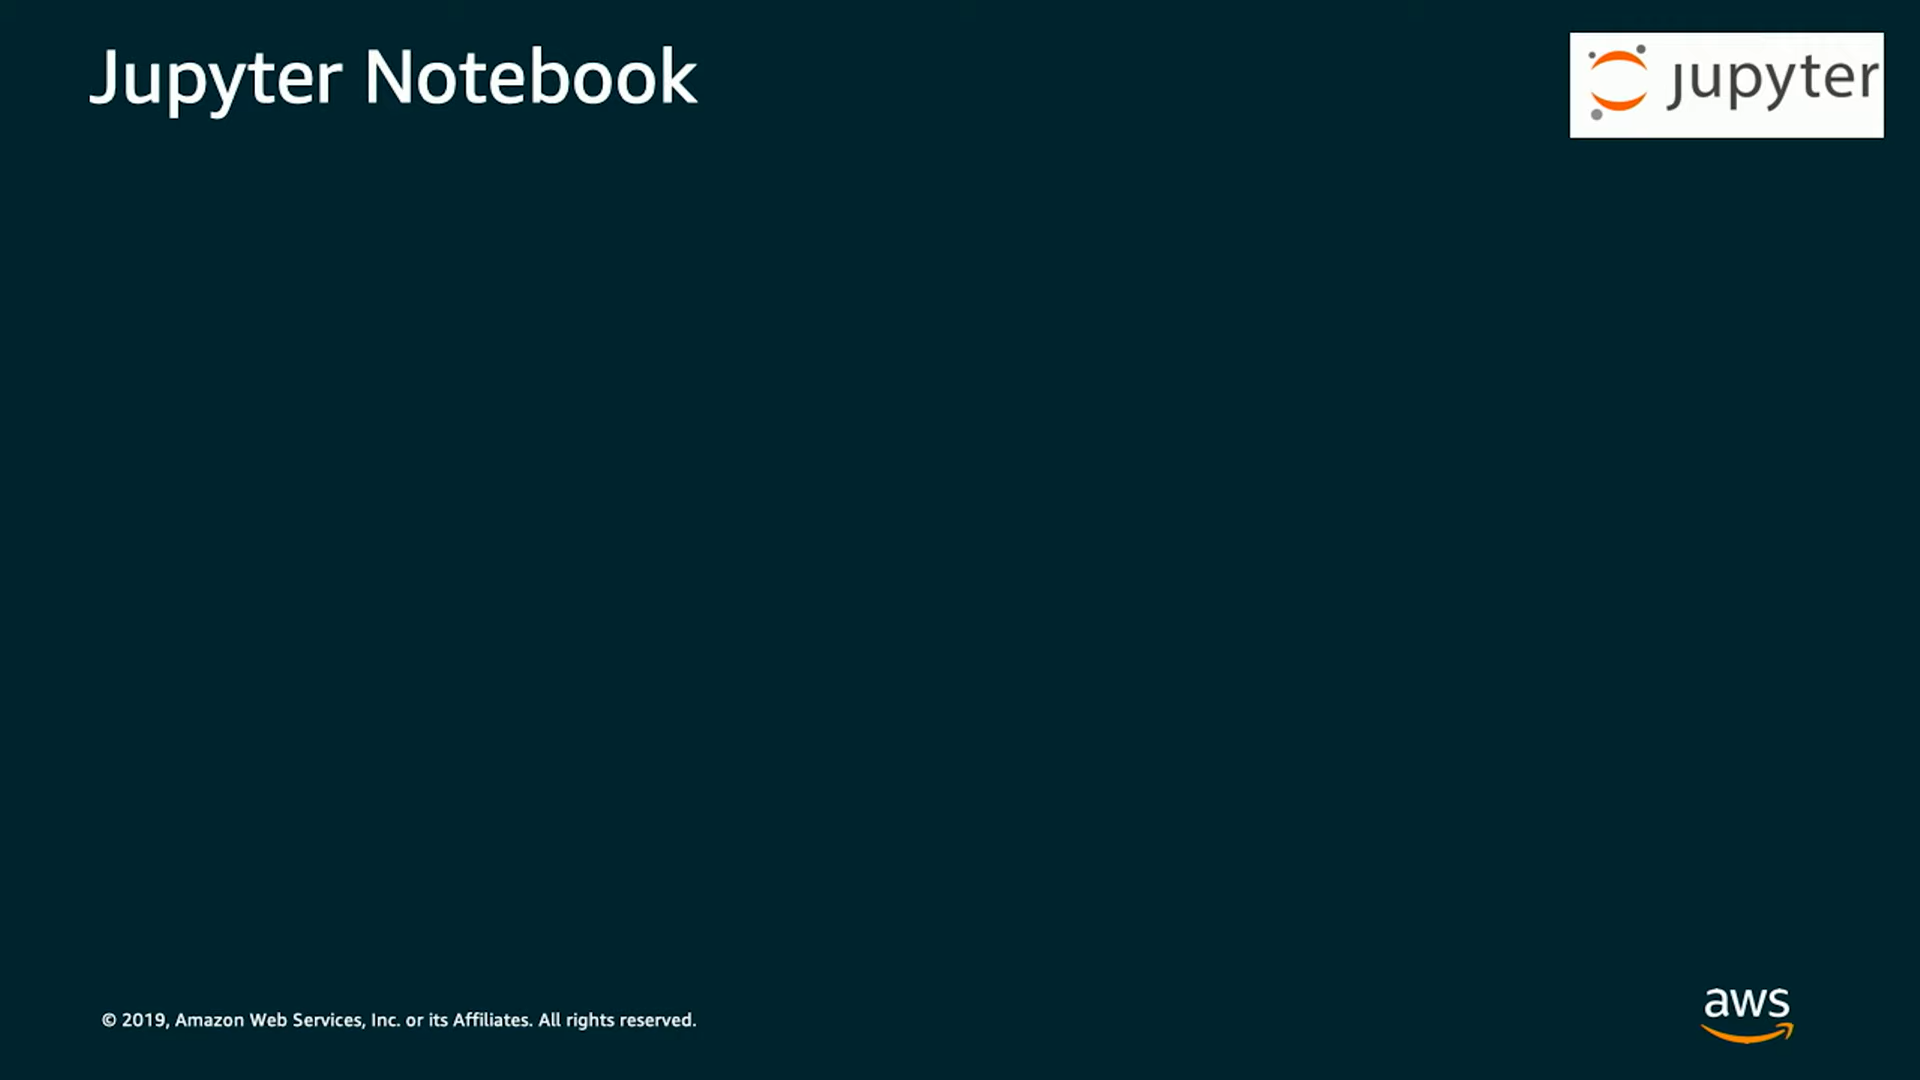 Jupyter Notebook
jupyter
© 2019, Amazon Web Services, Inc. or its Affiliates. All rights reserved.
aws